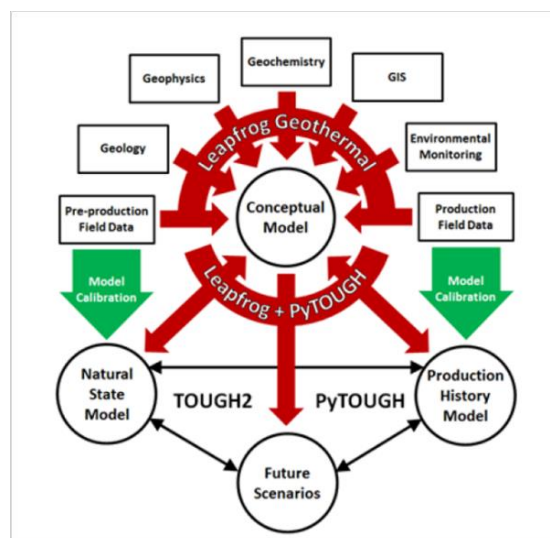 Geochemistry
Geophysics
GIS
Geology
Leapfrog Geothermal
Environmental
Monitoring
Pre-production
Field Data
Conceptual
Model
Production
Field Data
Model
Calibration
Leapfrog + PyTOUGH
Model
Calibration
Natural
State
Model
TOUGH2
PyTOUGH
Production
History
Model
Future
Scenarios